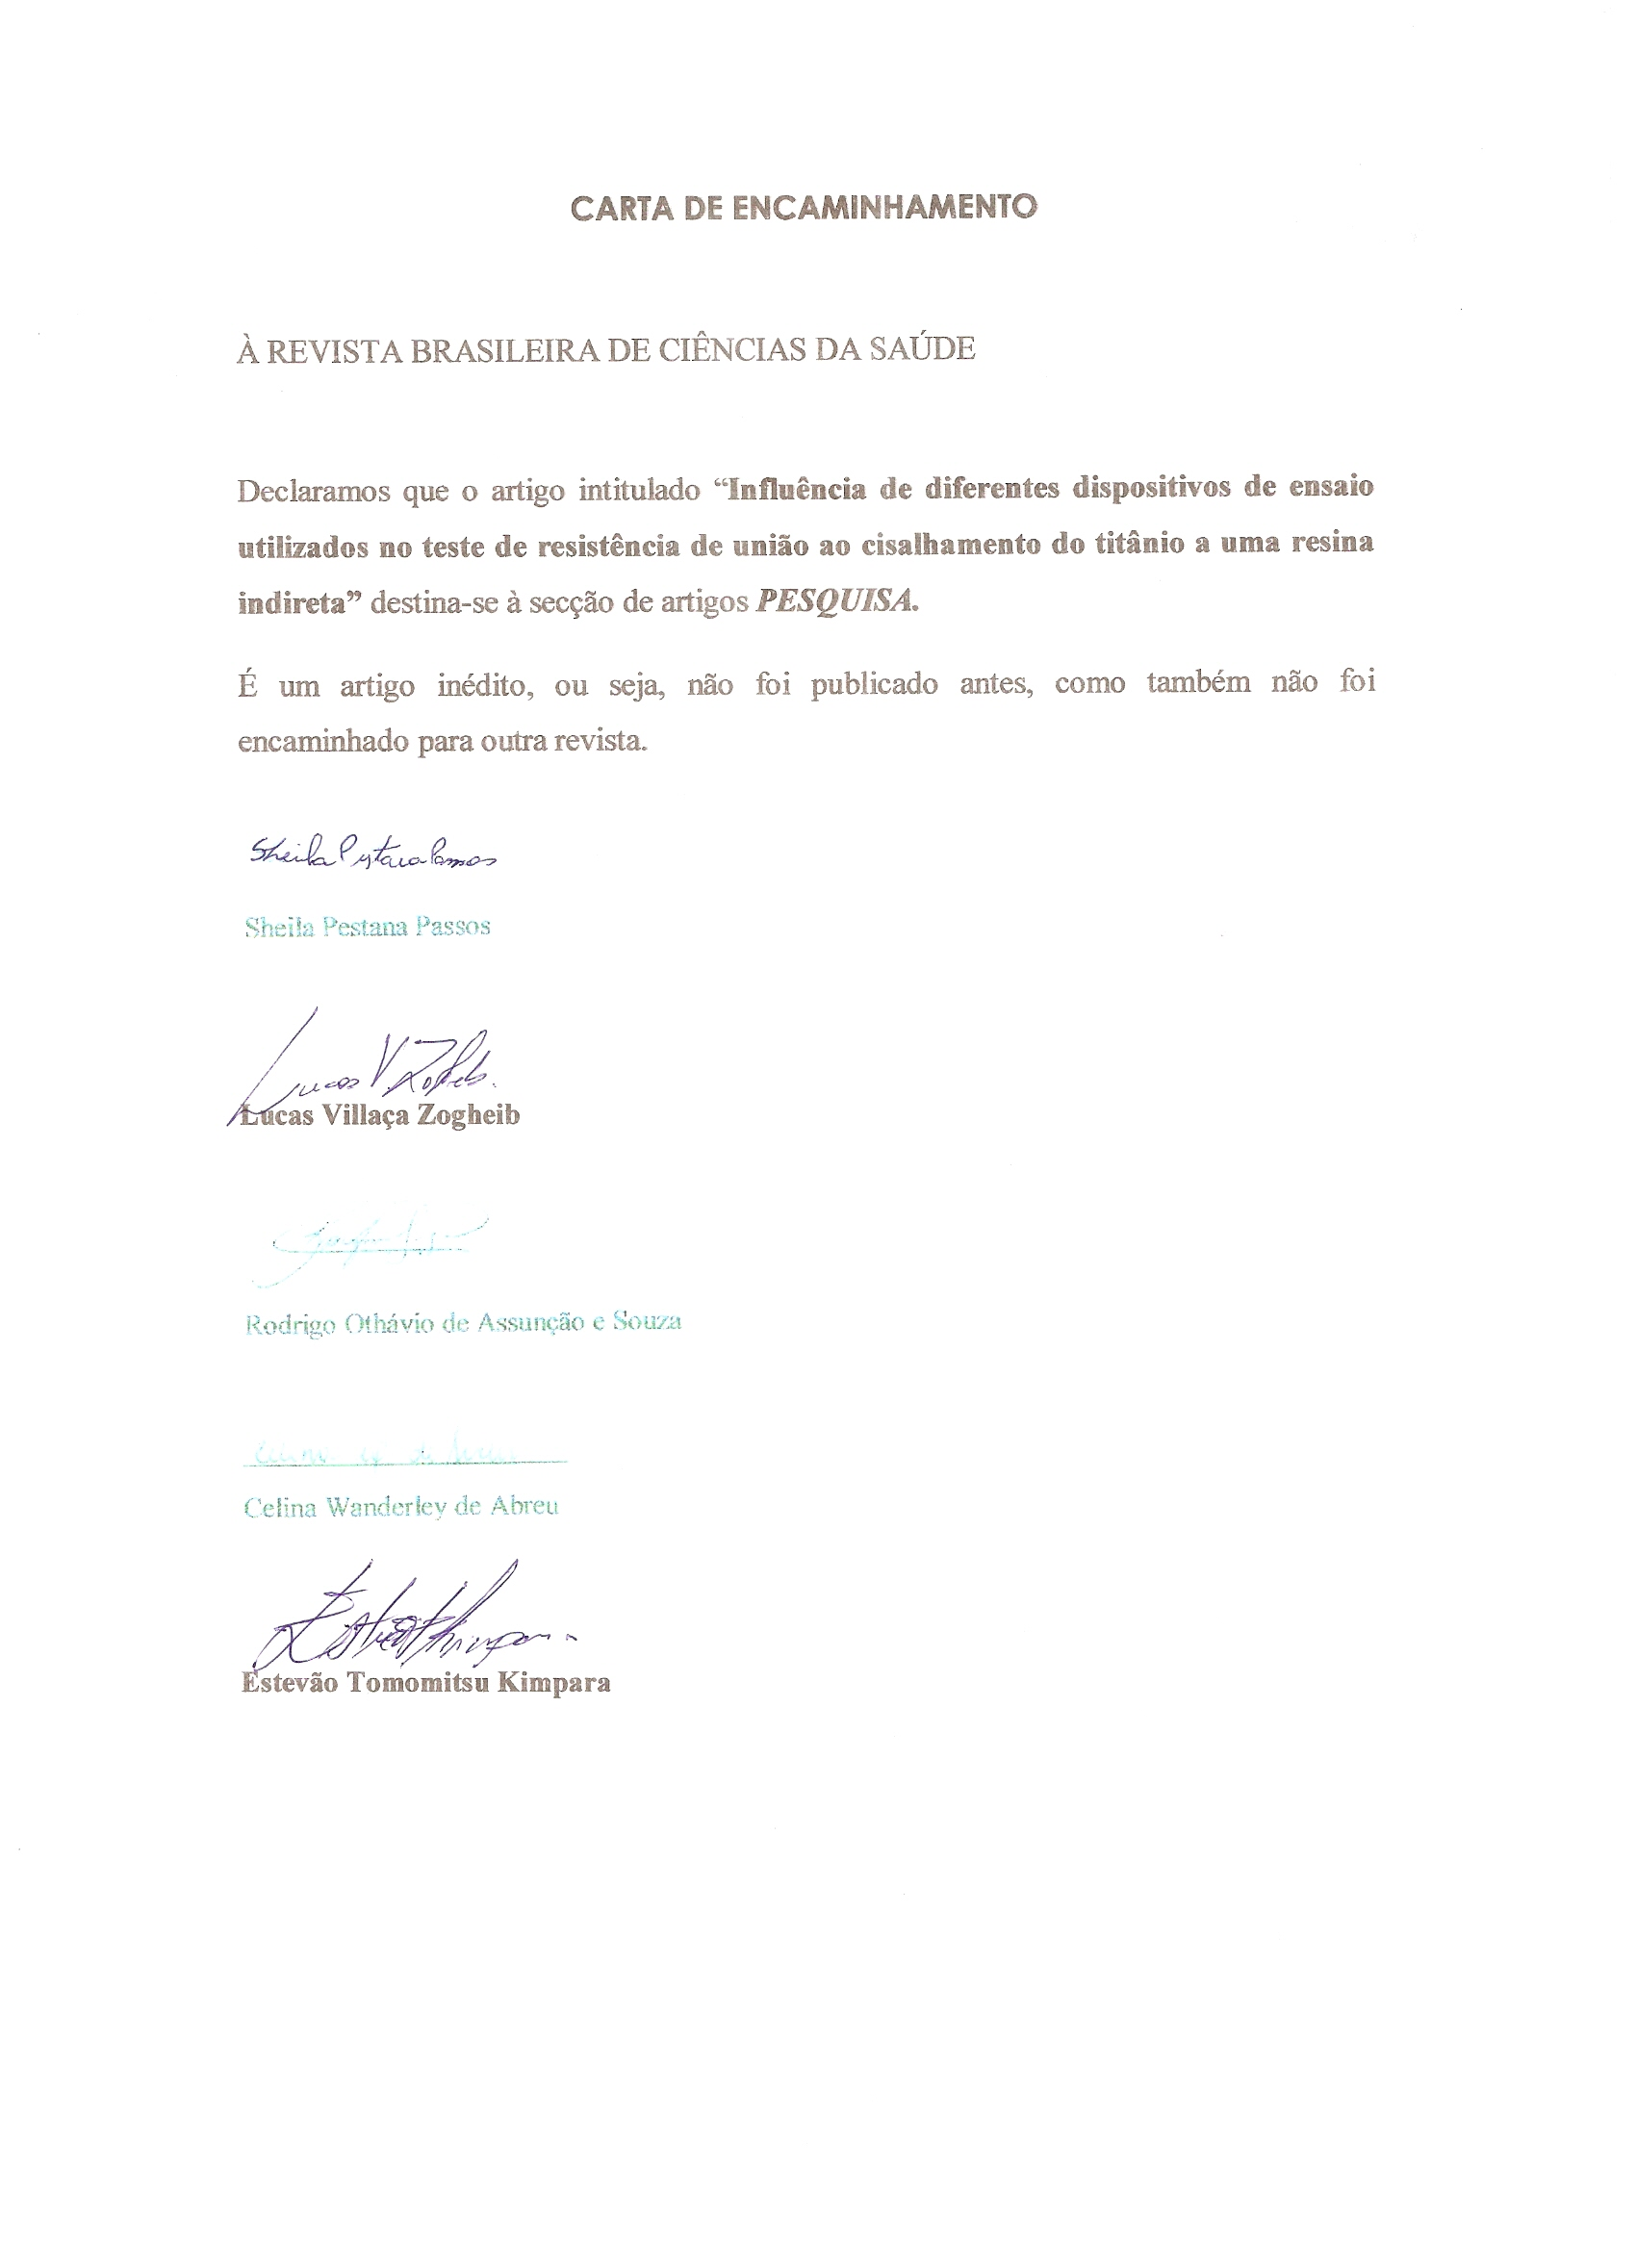 CARTA DE ENCAMINHAMENTO
À REVISTA BRASILEIRA DE CIÊNCIAS DA SAÚDE
Declaramos que o artigo intitulado “Influência de diferentes dispositivos de ensaio
utilizados no teste de resistência de união ao cisalhamento do titânio a uma resina
indireta” destina-se à secção de artigos PESQUISA.
É um artigo inédito, ou seja, não foi publicado antes, como também não foi
encaminhado para outra revista.
Sheila
Sheila Pestana Passos
Lucas V Zogheb.
Lucas Villaça Zogheib
Rodrigo Othávio de Assunção e Souza
Celina Wanderley de Abreu
Estevão Tomomitsu Kimpara